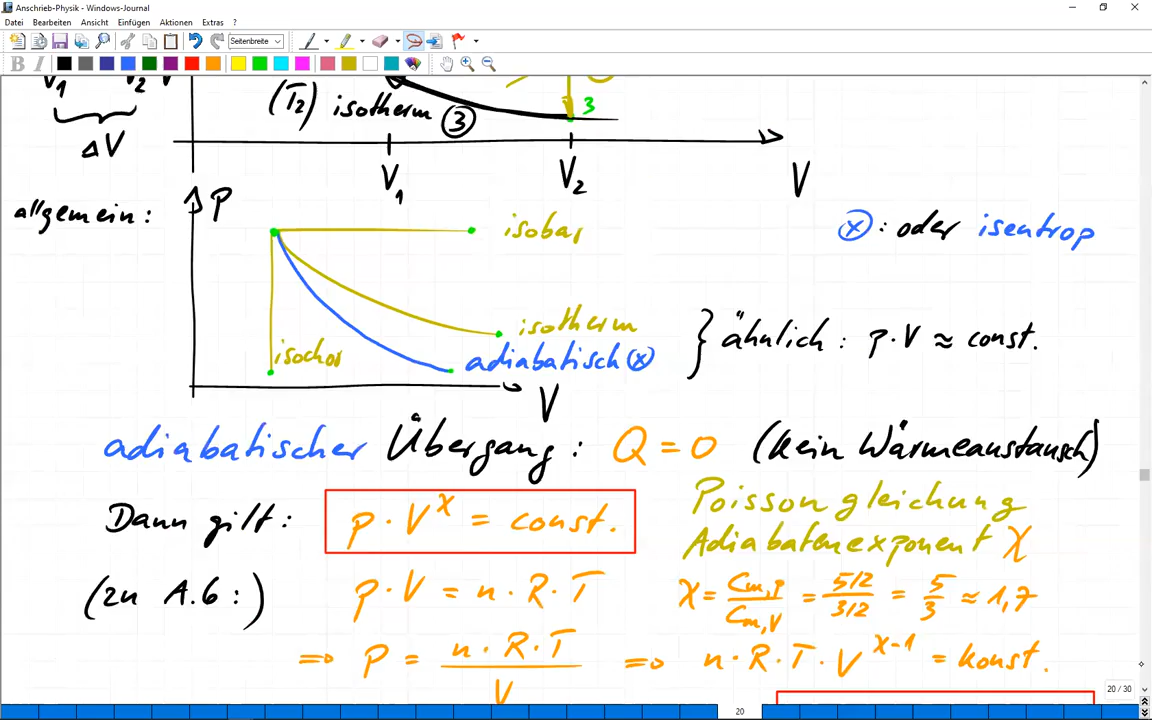 Anschrieb-Physik - Windows-Journal
Datei Bearbeiten Ansicht Einfügen Aktionen Extras ?
Seitenbreite
B I
V1 V2 V
ΔV
(T2) isotherm ③
3
V1 V2 V
allgemein: P
isobar
ⓧ: oder isentrop
isotherm
isochor
adiabatisch ⓧ
} ähnlich: p·V ≈ const.
V
adiabatischer Übergang: Q = 0 (kein Wärmeaustausch)
Dann gilt: p · V^χ = const.
Poissongleichung
Adiabatenexponent χ
(zu A.6:) p · V = n · R · T
χ = C_m,p / C_m,V = 5/2 / 3/2 = 5/3 ≈ 1,7
=> P = n · R · T / V => n · R · T · V^(χ-1) = konst.
20 / 30
20